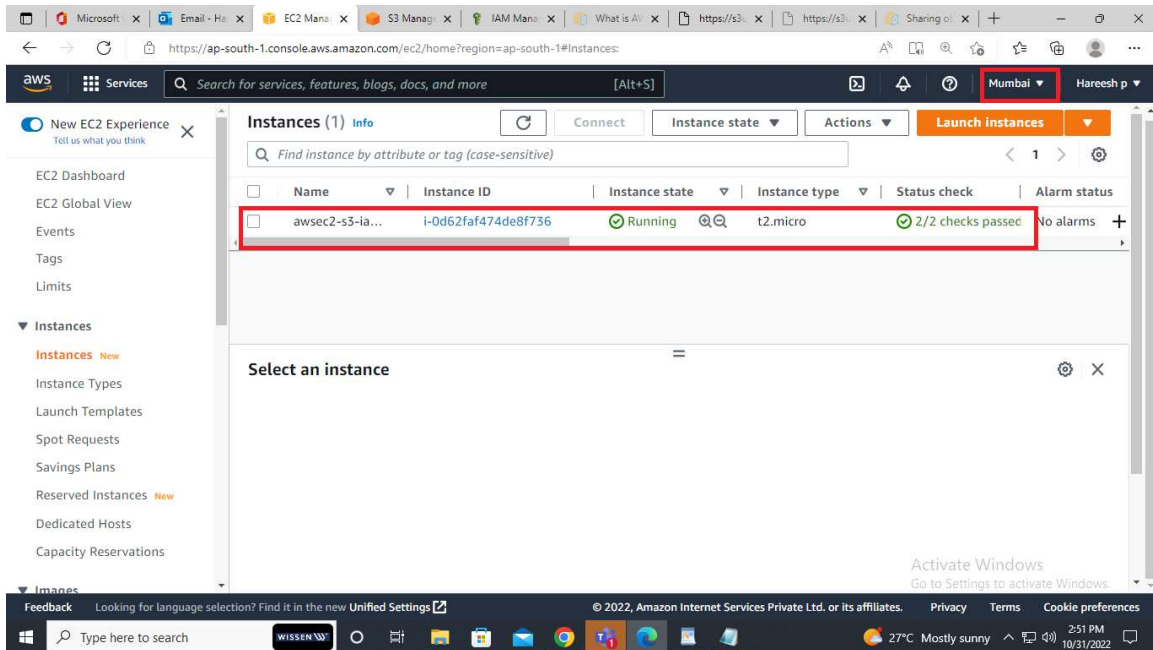 Microsoft
Email - Ha
EC2 Mana
S3 Manag
IAM Mana
What is A
https://s3
https://s3
Sharing o
https://ap-south-1.console.aws.amazon.com/ec2/home?region=ap-south-1#Instances:
aws
Services
Search for services, features, blogs, docs, and more
[Alt+S]
Mumbai
Hareesh p
New EC2 Experience
Tell us what you think
EC2 Dashboard
EC2 Global View
Events
Tags
Limits
Instances
Instances New
Instance Types
Launch Templates
Spot Requests
Savings Plans
Reserved Instances New
Dedicated Hosts
Capacity Reservations
Images
Instances (1) Info
Connect
Instance state
Actions
Launch instances
Find instance by attribute or tag (case-sensitive)
1
Name
Instance ID
Instance state
Instance type
Status check
Alarm status
awsec2-s3-ia...
i-0d62faf474de8f736
Running
t2.micro
2/2 checks passed
No alarms
Select an instance
Activate Windows
Go to Settings to activate Windows.
Feedback
Looking for language selection? Find it in the new Unified Settings
© 2022, Amazon Internet Services Private Ltd. or its affiliates.
Privacy
Terms
Cookie preferences
Type here to search
WISSEN
27°C Mostly sunny
2:51 PM
10/31/2022